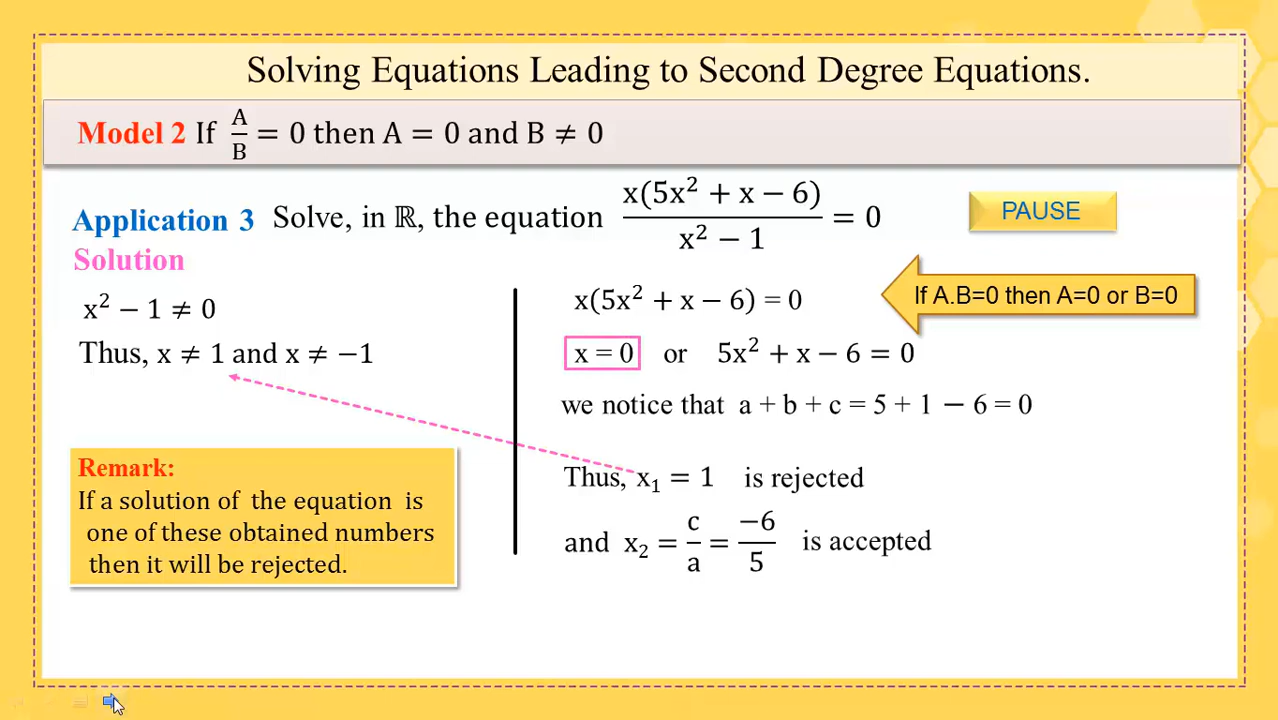 Solving Equations Leading to Second Degree Equations.
Model 2 If A/B = 0 then A = 0 and B ≠ 0
Application 3 Solve, in ℝ, the equation x(5x² + x − 6)/x² − 1 = 0
PAUSE
Solution
x² − 1 ≠ 0
Thus, x ≠ 1 and x ≠ −1
Remark:
If a solution of the equation is
one of these obtained numbers
then it will be rejected.
x(5x² + x − 6) = 0
If A.B=0 then A=0 or B=0
x = 0 or 5x² + x − 6 = 0
we notice that a + b + c = 5 + 1 − 6 = 0
Thus, x₁ = 1 is rejected
and x₂ = c/a = −6/5 is accepted